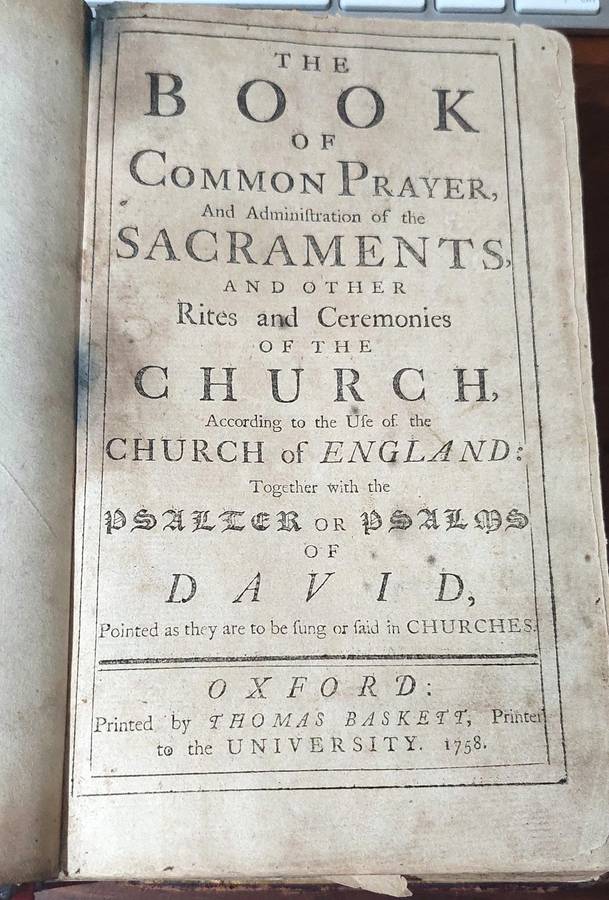 THE
BOOK
OF
COMMON PRAYER,
And Adminiſtration of the
SACRAMENTS,
AND OTHER
Rites and Ceremonies
OF THE
CHURCH,
According to the Uſe of the
CHURCH of ENGLAND:
Together with the
PSALTER OR PSALMS
OF
DAVID,
Pointed as they are to be ſung or ſaid in CHURCHES.
OXFORD:
Printed by THOMAS BASKETT, Printer
to the UNIVERSITY. 1758.